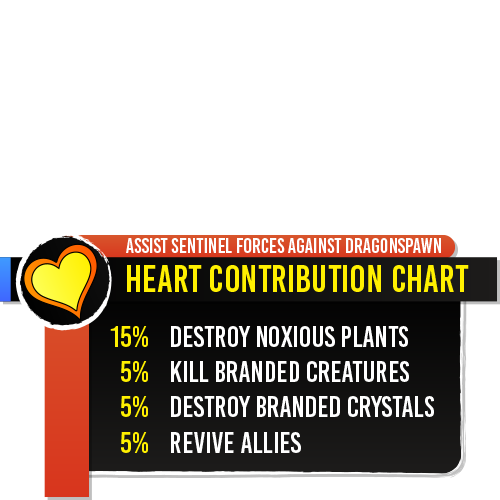 ASSIST SENTINEL FORCES AGAINST DRAGONSPAWN
HEART CONTRIBUTION CHART
15% DESTROY NOXIOUS PLANTS
5% KILL BRANDED CREATURES
5% DESTROY BRANDED CRYSTALS
5% REVIVE ALLIES